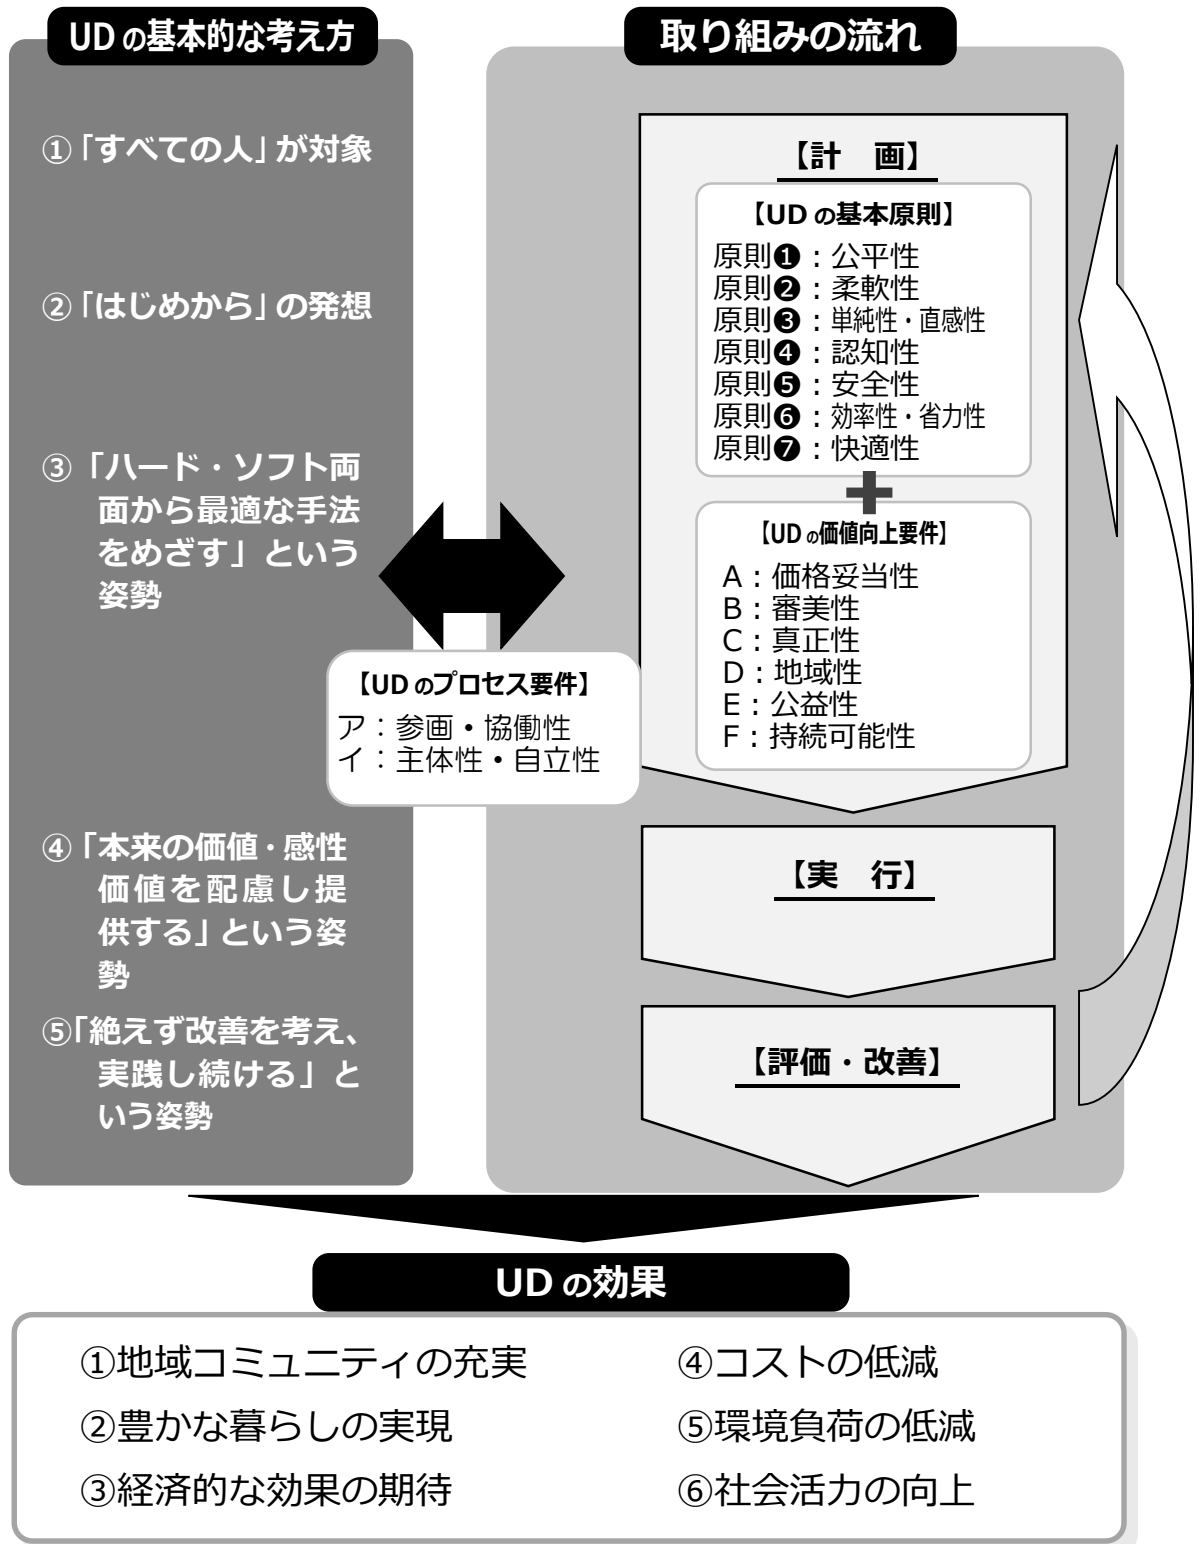 UDの基本的な考え方
①「すべての人」が対象
②「はじめから」の発想
③「ハード・ソフト両
面から最適な手法
をめざす」という
姿勢
④「本来の価値・感性
価値を配慮し提
供する」という姿
勢
⑤「絶えず改善を考え、
実践し続ける」と
いう姿勢
【UDのプロセス要件】
ア：参画・協働性
イ：主体性・自立性
取り組みの流れ
【計　画】
【UDの基本原則】
原則❶：公平性
原則❷：柔軟性
原則❸：単純性・直感性
原則❹：認知性
原則❺：安全性
原則❻：効率性・省力性
原則❼：快適性
【UDの価値向上要件】
A：価格妥当性
B：審美性
C：真正性
D：地域性
E：公益性
F：持続可能性
【実　行】
【評価・改善】
UDの効果
①地域コミュニティの充実
②豊かな暮らしの実現
③経済的な効果の期待
④コストの低減
⑤環境負荷の低減
⑥社会活力の向上